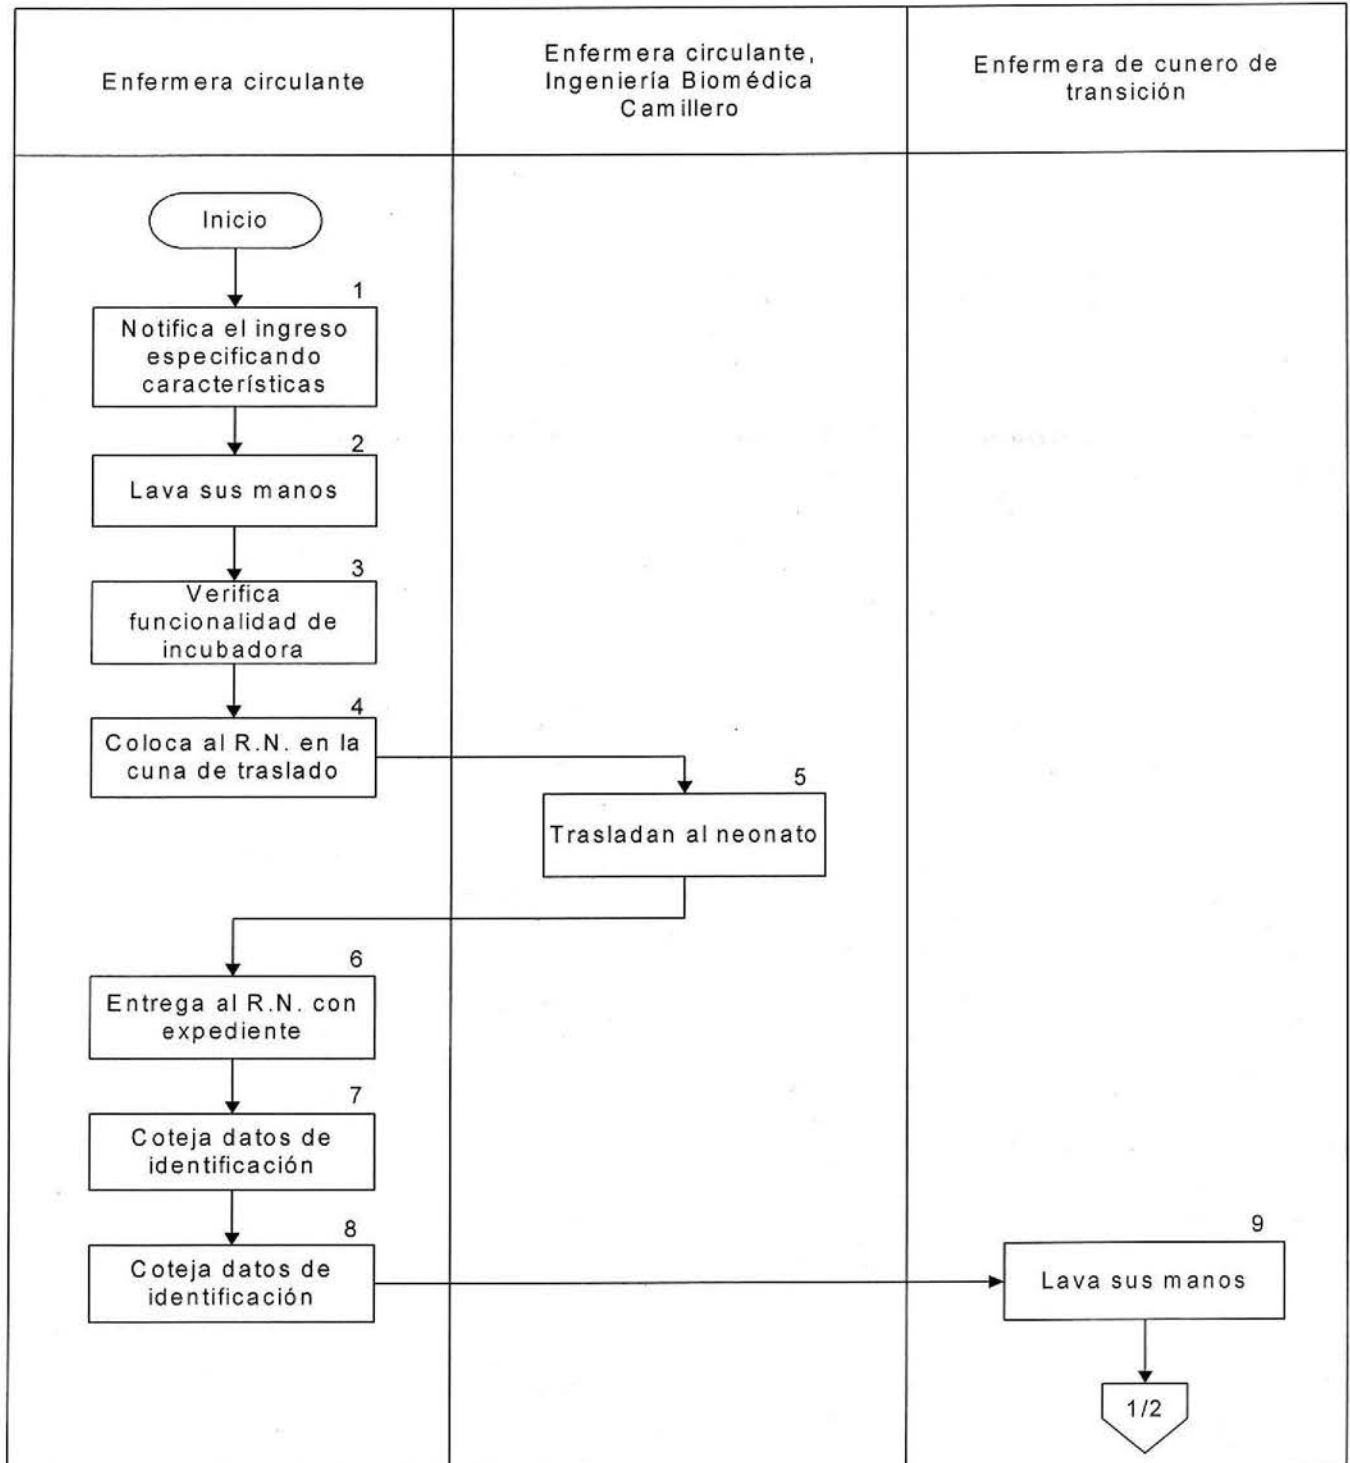 Enfermera circulante
Enfermera circulante,
Ingeniería Biomédica
Camillero
Enfermera de cunero de
transición
Inicio
1
Notifica el ingreso
especificando
características
2
Lava sus manos
3
Verifica
funcionalidad de
incubadora
4
Coloca al R.N. en la
cuna de traslado
5
Trasladan al neonato
6
Entrega al R.N. con
expediente
7
Coteja datos de
identificación
8
Coteja datos de
identificación
9
Lava sus manos
1/2